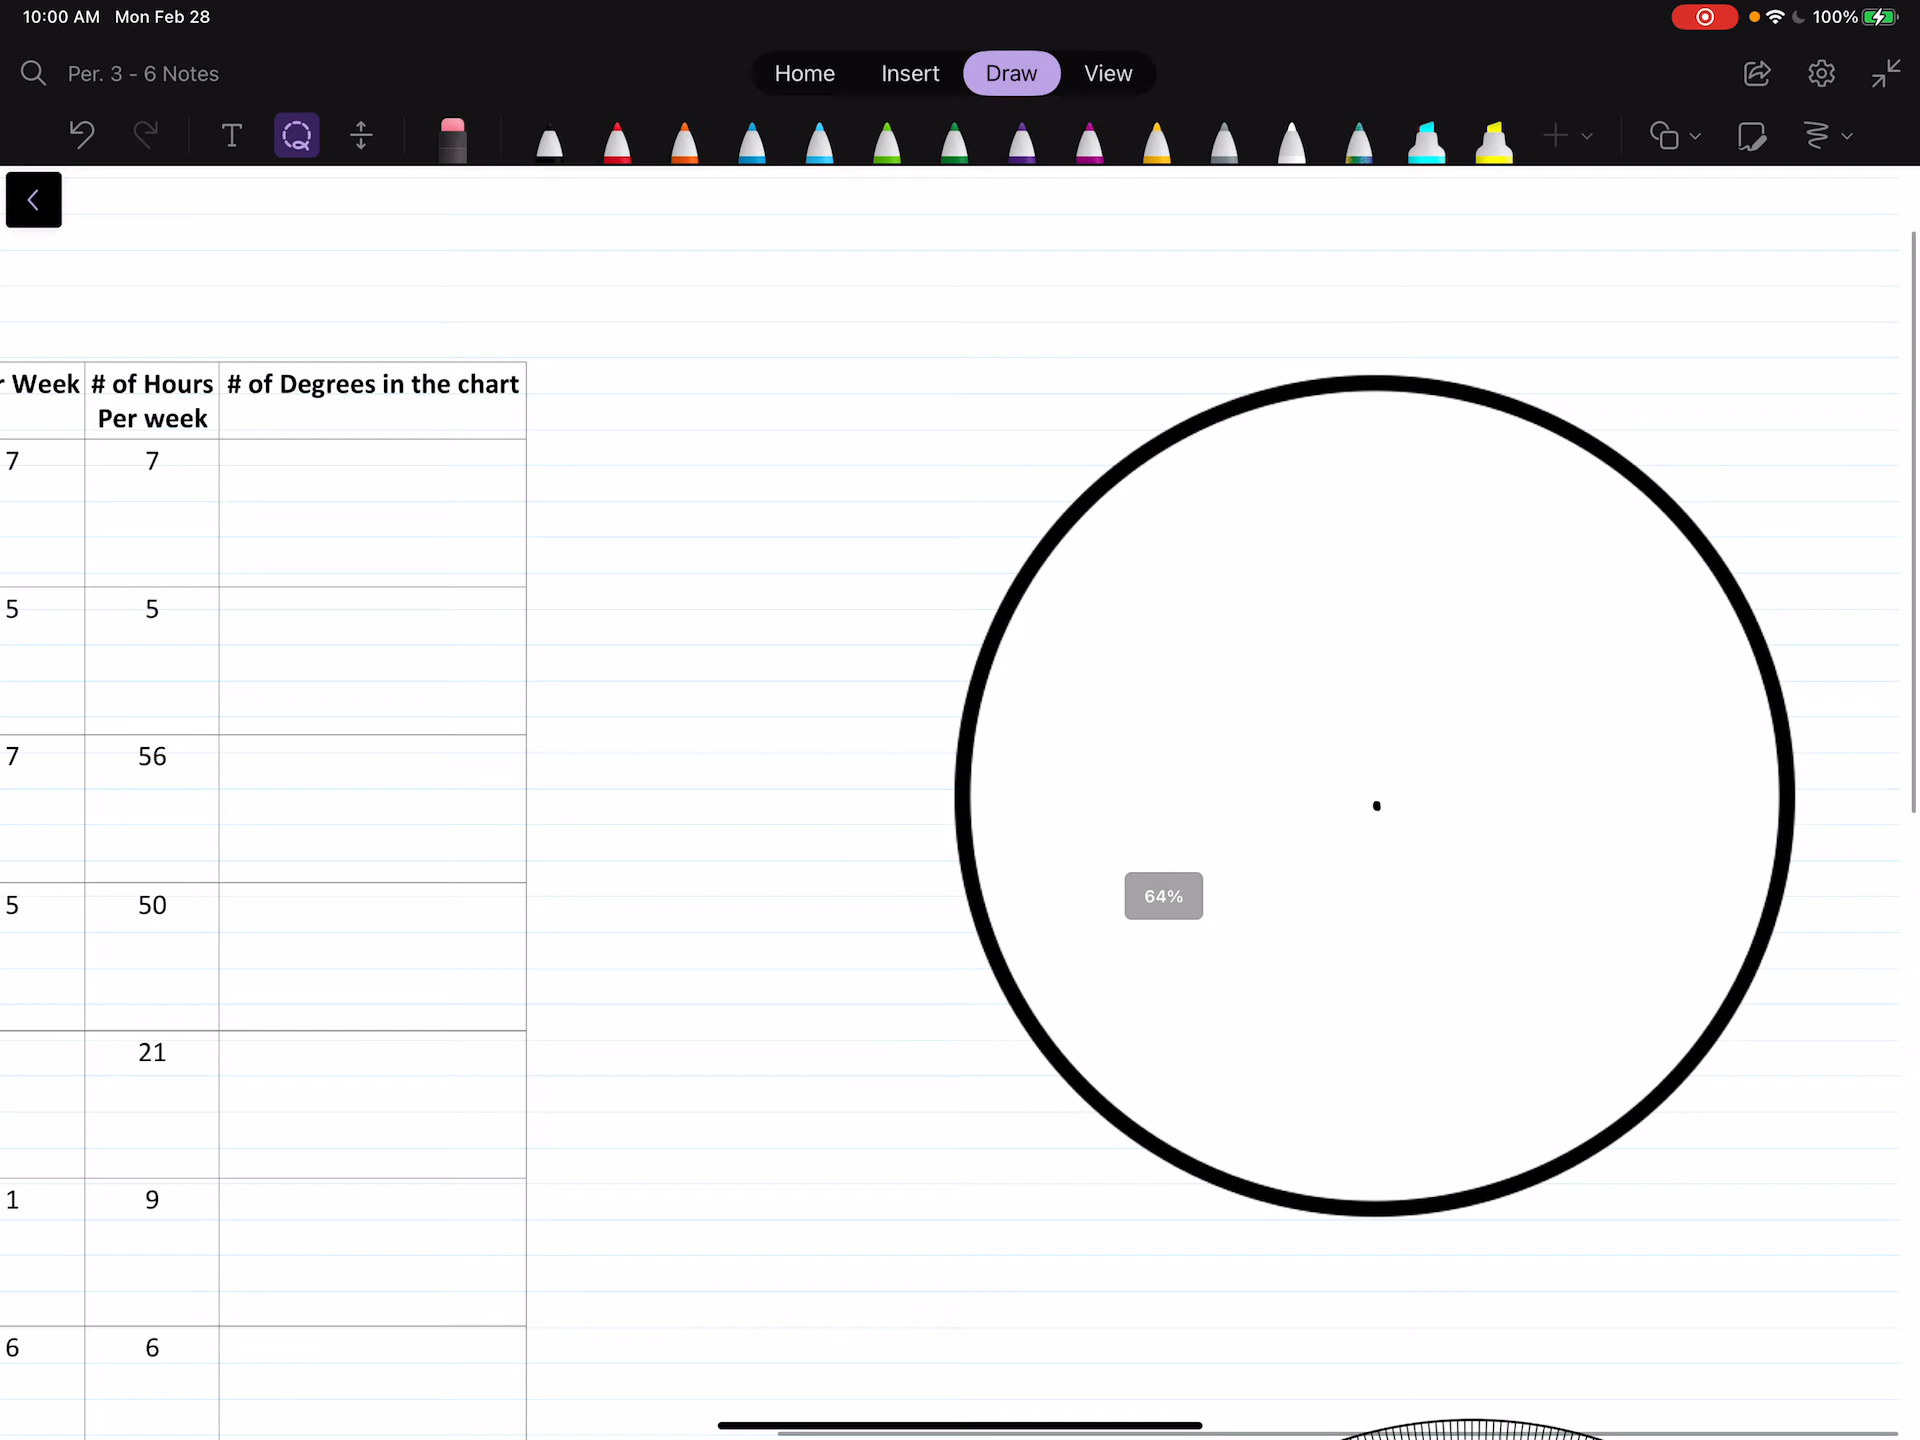 10:00 AM Mon Feb 28
100%
Per. 3 - 6 Notes
Home Insert Draw View
T
r Week # of Hours Per week # of Degrees in the chart
7 7
5 5
7 56
5 50
21
1 9
6 6
64%